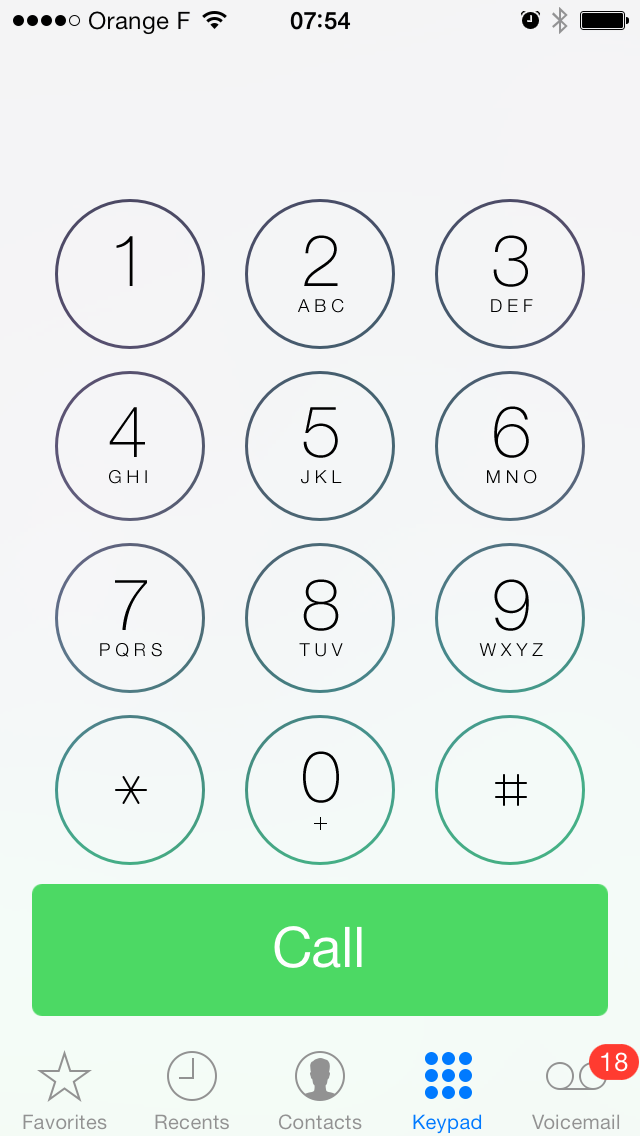 Orange F 07:54
1 2 3
ABC DEF
4 5 6
GHI JKL MNO
7 8 9
PQRS TUV WXYZ
* 0 #
+
Call
18
Favorites Recents Contacts Keypad Voicemail